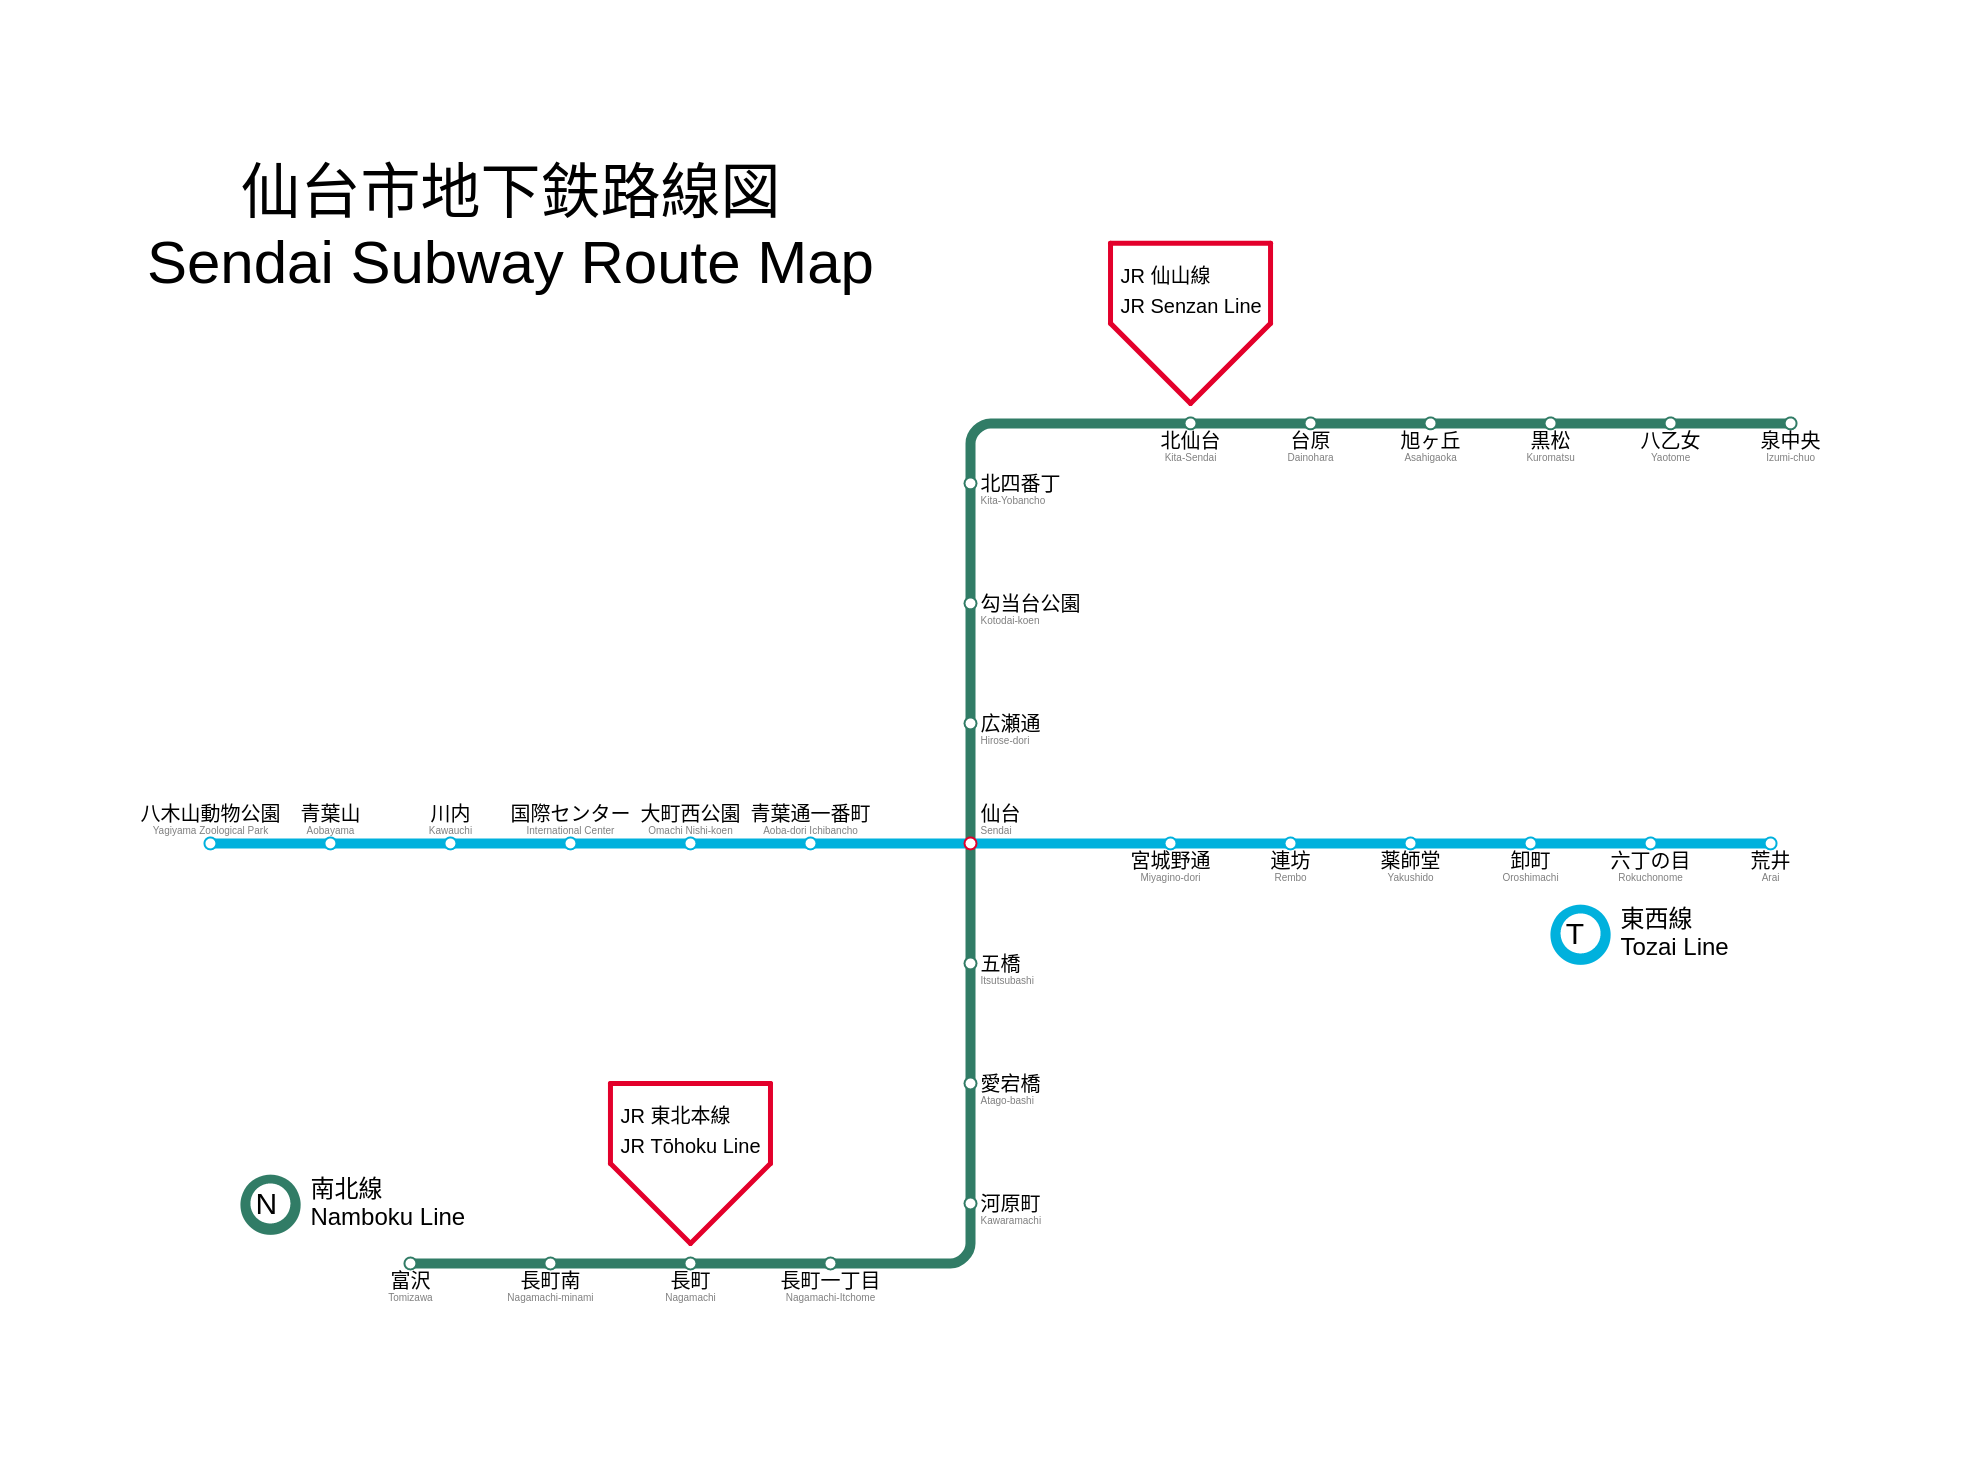 仙台市地下鉄路線図
Sendai Subway Route Map
JR 仙山線
JR Senzan Line
北仙台
Kita-Sendai
台原
Dainohara
旭ヶ丘
Asahigaoka
黒松
Kuromatsu
八乙女
Yaotome
泉中央
Izumi-chuo
北四番丁
Kita-Yobancho
勾当台公園
Kotodai-koen
広瀬通
Hirose-dori
八木山動物公園
Yagiyama Zoological Park
青葉山
Aobayama
川内
Kawauchi
国際センター
International Center
大町西公園
Omachi Nishi-koen
青葉通一番町
Aoba-dori Ichibancho
仙台
Sendai
宮城野通
Miyagino-dori
連坊
Rembo
薬師堂
Yakushido
卸町
Oroshimachi
六丁の目
Rokuchonome
荒井
Arai
T
東西線
Tozai Line
五橋
Itsutsubashi
愛宕橋
Atago-bashi
JR 東北本線
JR Tōhoku Line
N
南北線
Namboku Line
河原町
Kawaramachi
富沢
Tomizawa
長町南
Nagamachi-minami
長町
Nagamachi
長町一丁目
Nagamachi-Itchome